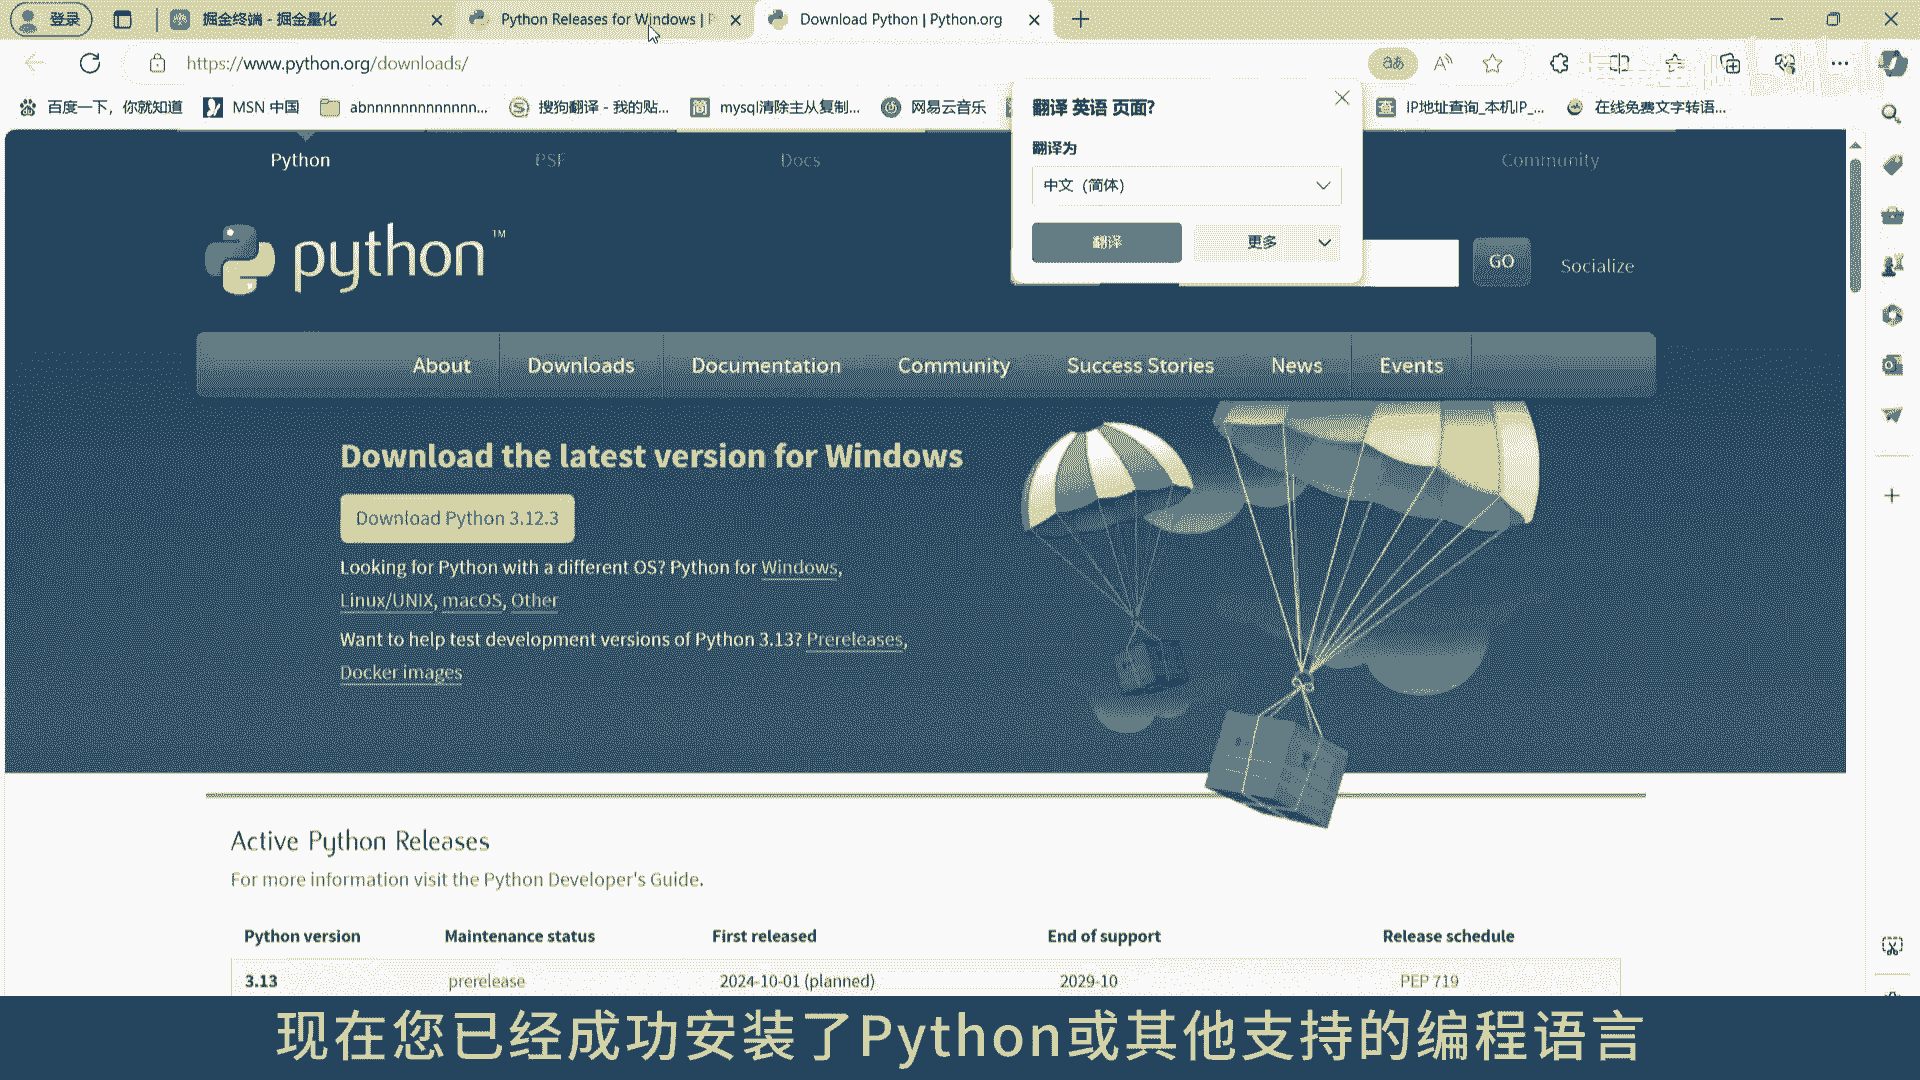 登录
掘金终端 - 掘金量化
Python Releases for Windows | P
Download Python | Python.org
https://www.python.org/downloads/
aあ
百度一下，你就知道
MSN 中国
abnnnnnnnnnnnnn...
搜狗翻译 - 我的贴...
mysql清除主从复制...
网易云音乐
IP地址查询_本机IP_...
在线免费文字转语...
翻译 英语 页面?
翻译为
中文 (简体)
翻译
更多
Python
PSF
Docs
Community
python™
GO
Socialize
About
Downloads
Documentation
Community
Success Stories
News
Events
Download the latest version for Windows
Download Python 3.12.3
Looking for Python with a different OS? Python for Windows,
Linux/UNIX, macOS, Other
Want to help test development versions of Python 3.13? Prereleases,
Docker images
Active Python Releases
For more information visit the Python Developer's Guide.
Python version Maintenance status First released End of support Release schedule
3.13 prerelease 2024-10-01 (planned) 2029-10 PEP 719
现在您已经成功安装了Python或其他支持的编程语言